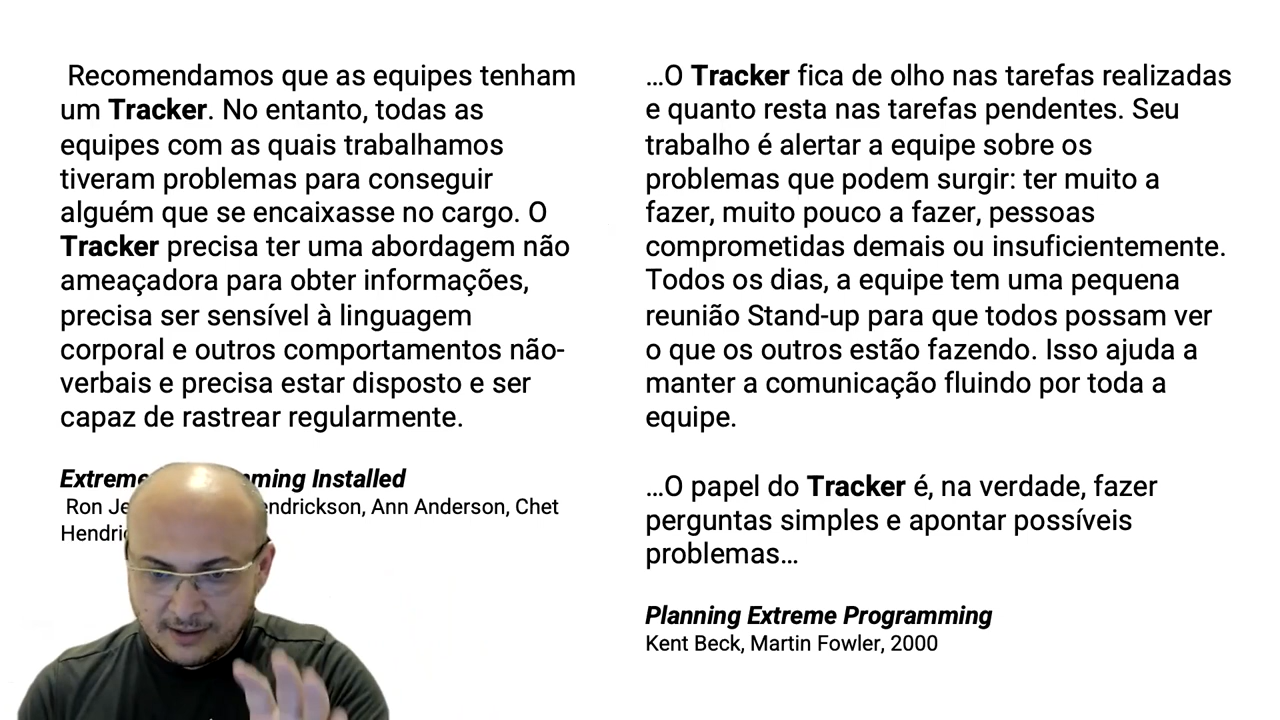 Recomendamos que as equipes tenham
um Tracker. No entanto, todas as
equipes com as quais trabalhamos
tiveram problemas para conseguir
alguém que se encaixasse no cargo. O
Tracker precisa ter uma abordagem não
ameaçadora para obter informações,
precisa ser sensível à linguagem
corporal e outros comportamentos não-
verbais e precisa estar disposto e ser
capaz de rastrear regularmente.
Extreme Installed
Ron Ann Anderson, Chet
…O Tracker fica de olho nas tarefas realizadas
e quanto resta nas tarefas pendentes. Seu
trabalho é alertar a equipe sobre os
problemas que podem surgir: ter muito a
fazer, muito pouco a fazer, pessoas
comprometidas demais ou insuficientemente.
Todos os dias, a equipe tem uma pequena
reunião Stand-up para que todos possam ver
o que os outros estão fazendo. Isso ajuda a
manter a comunicação fluindo por toda a
equipe.
…O papel do Tracker é, na verdade, fazer
perguntas simples e apontar possíveis
problemas…
Planning Extreme Programming
Kent Beck, Martin Fowler, 2000